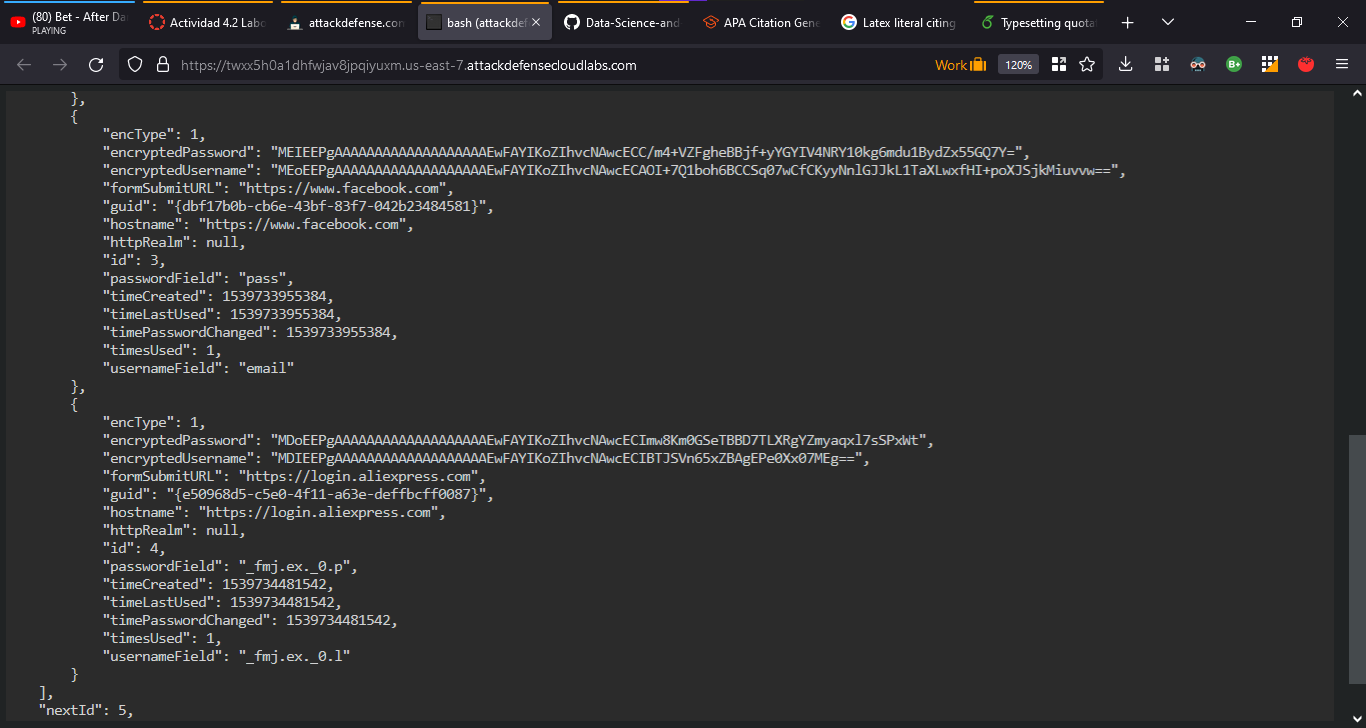 (80) Bet - After Da
PLAYING
Actividad 4.2 Labo
attackdefense.com
bash (attackdef
Data-Science-and
APA Citation Gene
Latex literal citing
Typesetting quota
https://twxx5h0a1dhfwjav8jpqiyuxm.us-east-7.attackdefensecloudlabs.com
Work
120%
},
{
"encType": 1,
"encryptedPassword": "MEIEEPgAAAAAAAAAAAAAAAAAAAEwFAYIKoZIhvcNAwcECC/m4+VZFgheBBjf+yYGYIV4NRY10kg6mdu1BydZx55GQ7Y=",
"encryptedUsername": "MEoEEPgAAAAAAAAAAAAAAAAAAAEwFAYIKoZIhvcNAwcECAOI+7Q1boh6BCCSq07wCfCKyyNnlGJJkL1TaXLwxfHI+poXJSjkMiuvvw==",
"formSubmitURL": "https://www.facebook.com",
"guid": "{dbf17b0b-cb6e-43bf-83f7-042b23484581}",
"hostname": "https://www.facebook.com",
"httpRealm": null,
"id": 3,
"passwordField": "pass",
"timeCreated": 1539733955384,
"timeLastUsed": 1539733955384,
"timePasswordChanged": 1539733955384,
"timesUsed": 1,
"usernameField": "email"
},
{
"encType": 1,
"encryptedPassword": "MDoEEPgAAAAAAAAAAAAAAAAAAAEwFAYIKoZIhvcNAwcECImw8Km0GSeTBBD7TLXRgYZmyaqxl7sSPxWt",
"encryptedUsername": "MDIEEPgAAAAAAAAAAAAAAAAAAAEwFAYIKoZIhvcNAwcECIBTJSVn65xZBAgEPe0Xx07MEg==",
"formSubmitURL": "https://login.aliexpress.com",
"guid": "{e50968d5-c5e0-4f11-a63e-deffbcff0087}",
"hostname": "https://login.aliexpress.com",
"httpRealm": null,
"id": 4,
"passwordField": "_fmj.ex._0.p",
"timeCreated": 1539734481542,
"timeLastUsed": 1539734481542,
"timePasswordChanged": 1539734481542,
"timesUsed": 1,
"usernameField": "_fmj.ex._0.l"
}
],
"nextId": 5,